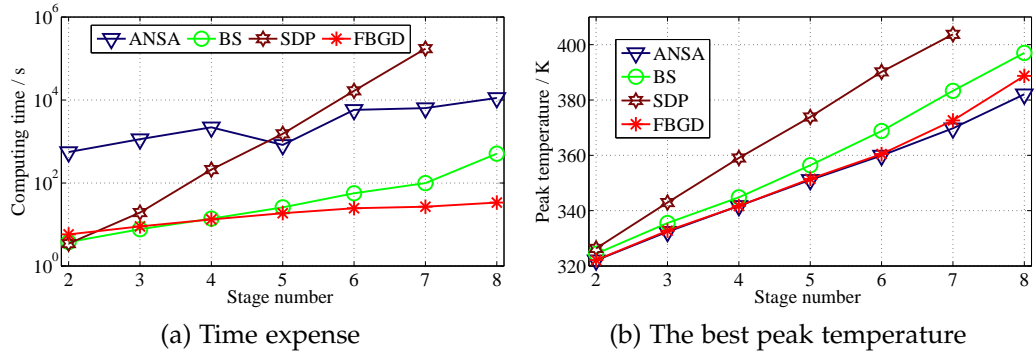 Computing time / s
10^6
10^4
10^2
10^0
ANSA BS SDP FBGD
2 3 4 5 6 7 8
Stage number
(a) Time expense
Peak temperature / K
400
380
360
340
320
ANSA
BS
SDP
FBGD
2 3 4 5 6 7 8
Stage number
(b) The best peak temperature